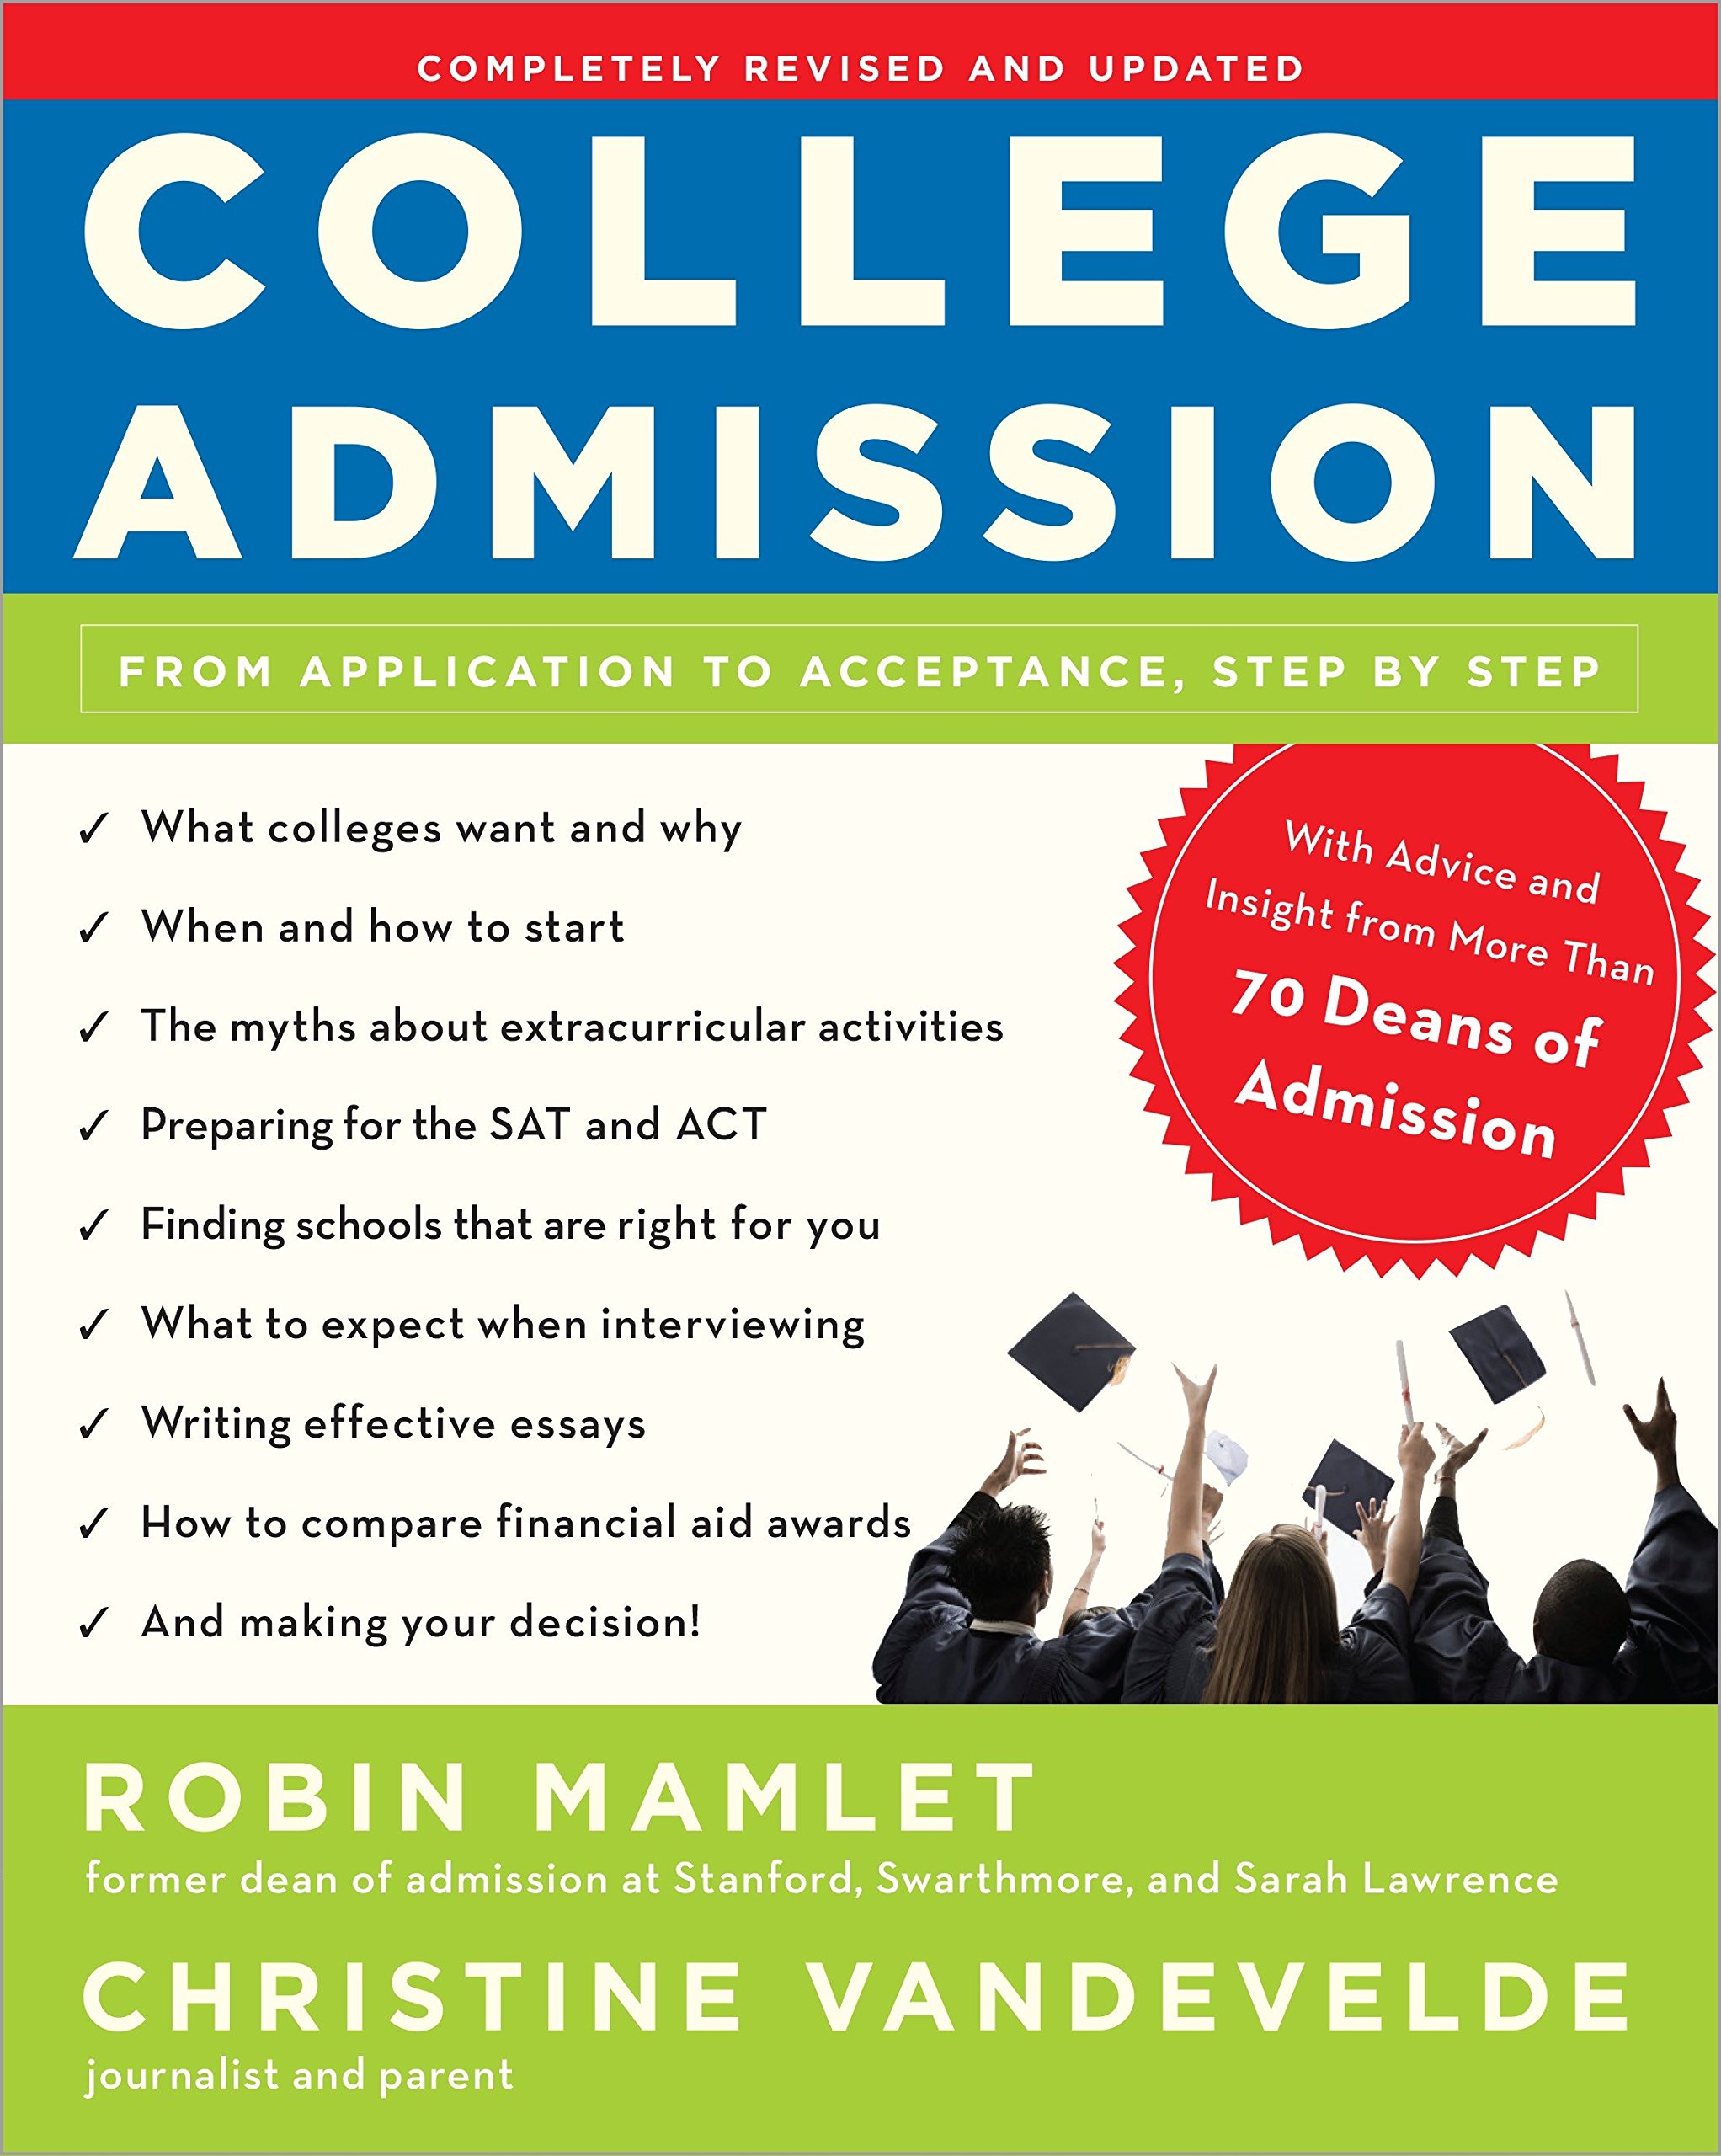 COMPLETELY REVISED AND UPDATED
COLLEGE
ADMISSION
FROM APPLICATION TO ACCEPTANCE, STEP BY STEP
✓ What colleges want and why
✓ When and how to start
✓ The myths about extracurricular activities
✓ Preparing for the SAT and ACT
✓ Finding schools that are right for you
✓ What to expect when interviewing
✓ Writing effective essays
✓ How to compare financial aid awards
✓ And making your decision!
With Advice and
Insight from More Than
70 Deans of
Admission
ROBIN MAMLET
former dean of admission at Stanford, Swarthmore, and Sarah Lawrence
CHRISTINE VANDEVELDE
journalist and parent